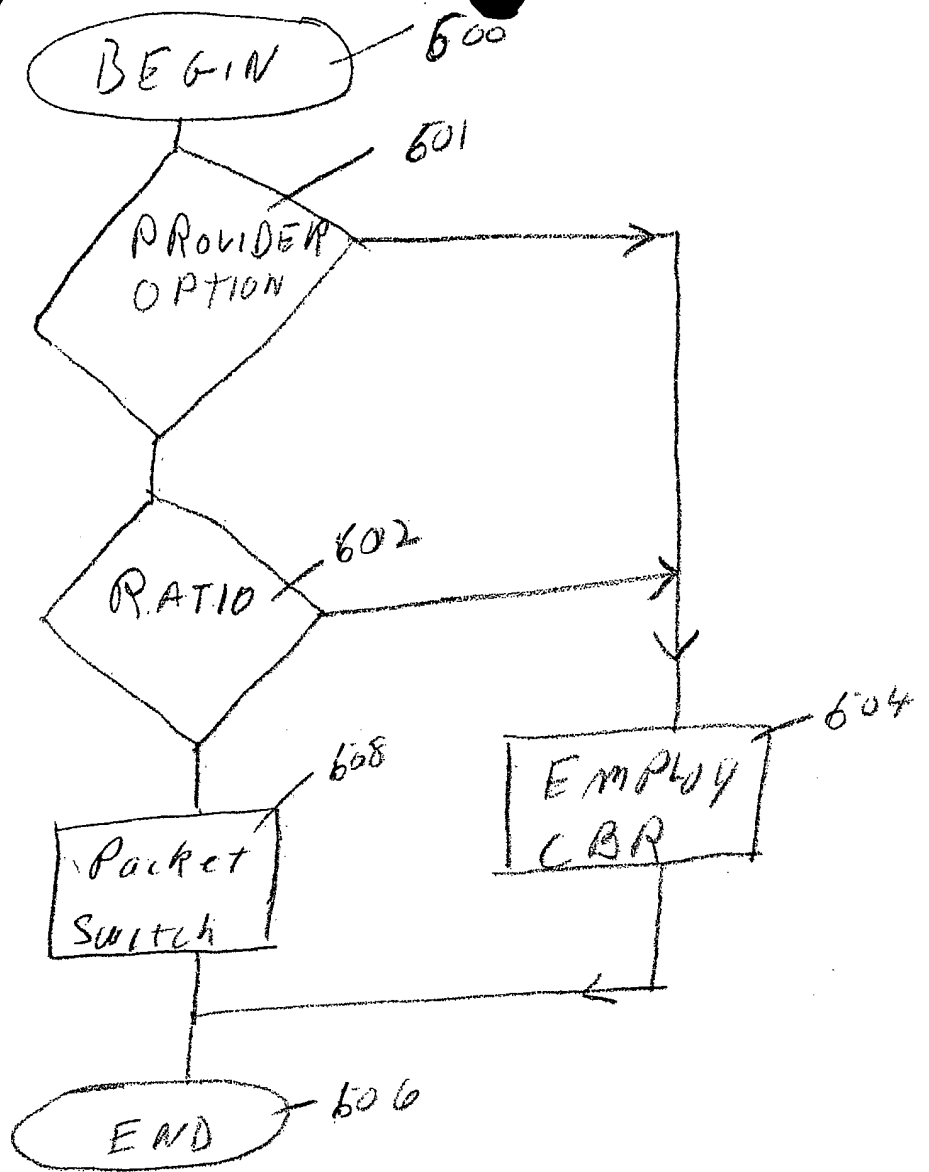 BEGIN
600
601
PROVIDER
OPTION
602
RATIO
604
608
EMPLOY
CBR
Packet
Switch
606
END